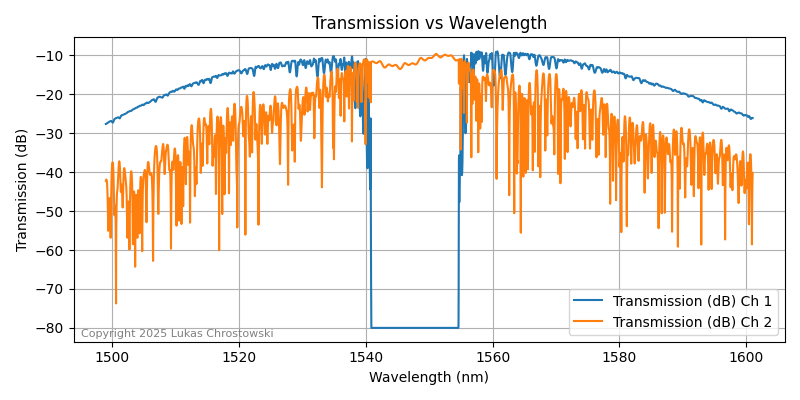 Transmission vs Wavelength
Transmission (dB)
−10
−20
−30
−40
−50
−60
−70
−80
Transmission (dB) Ch 1
Transmission (dB) Ch 2
Copyright 2025 Lukas Chrostowski
1500
1520
1540
1560
1580
1600
Wavelength (nm)